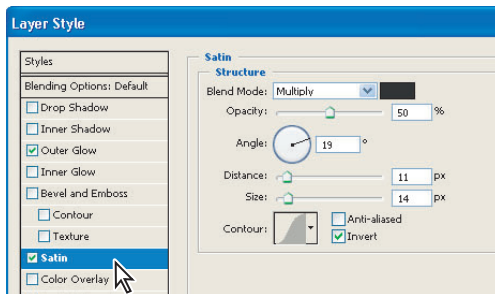 Layer Style
Styles
Blending Options: Default
Drop Shadow
Inner Shadow
Outer Glow
Inner Glow
Bevel and Emboss
Contour
Texture
Satin
Color Overlay
Satin
Structure
Blend Mode: Multiply
Opacity: 50 %
Angle: 19 °
Distance: 11 px
Size: 14 px
Contour:
Anti-aliased
Invert